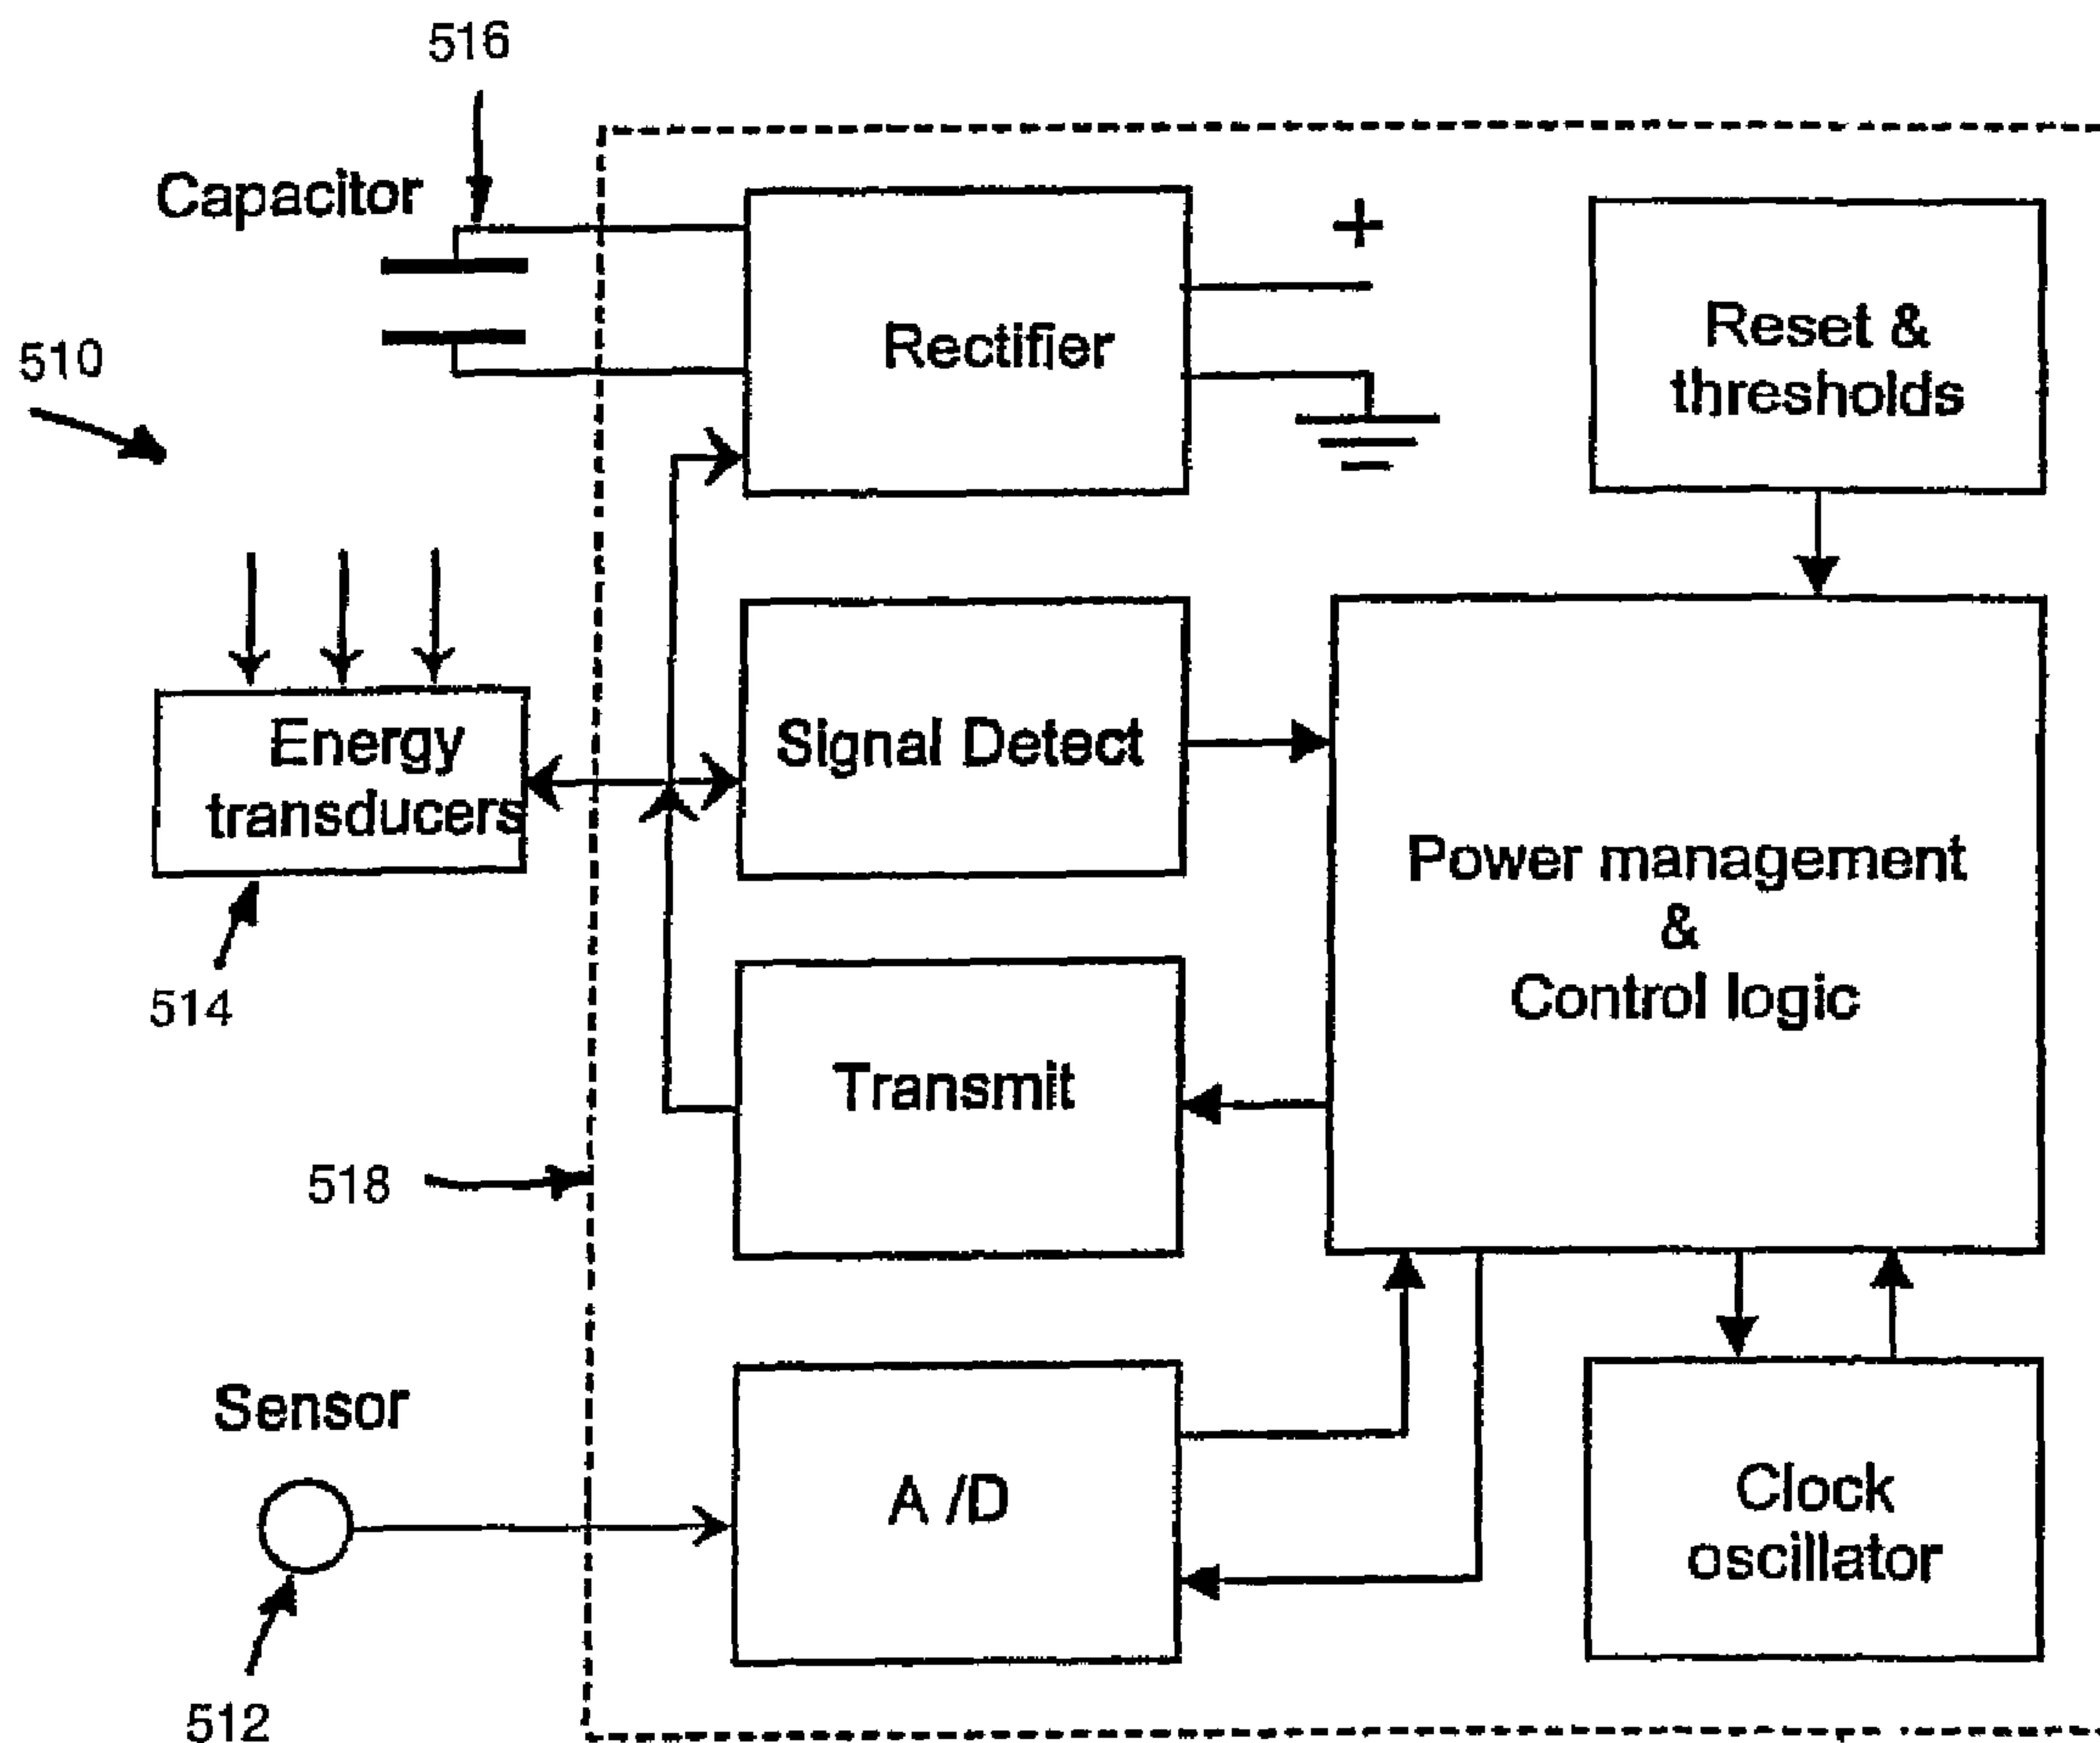 516
Capacitor
+
Rectifier
Reset &
thresholds
510
Energy
transducers
Signal Detect
Power management
&
Control logic
514
Transmit
518
Sensor
A /D
Clock
oscillator
512